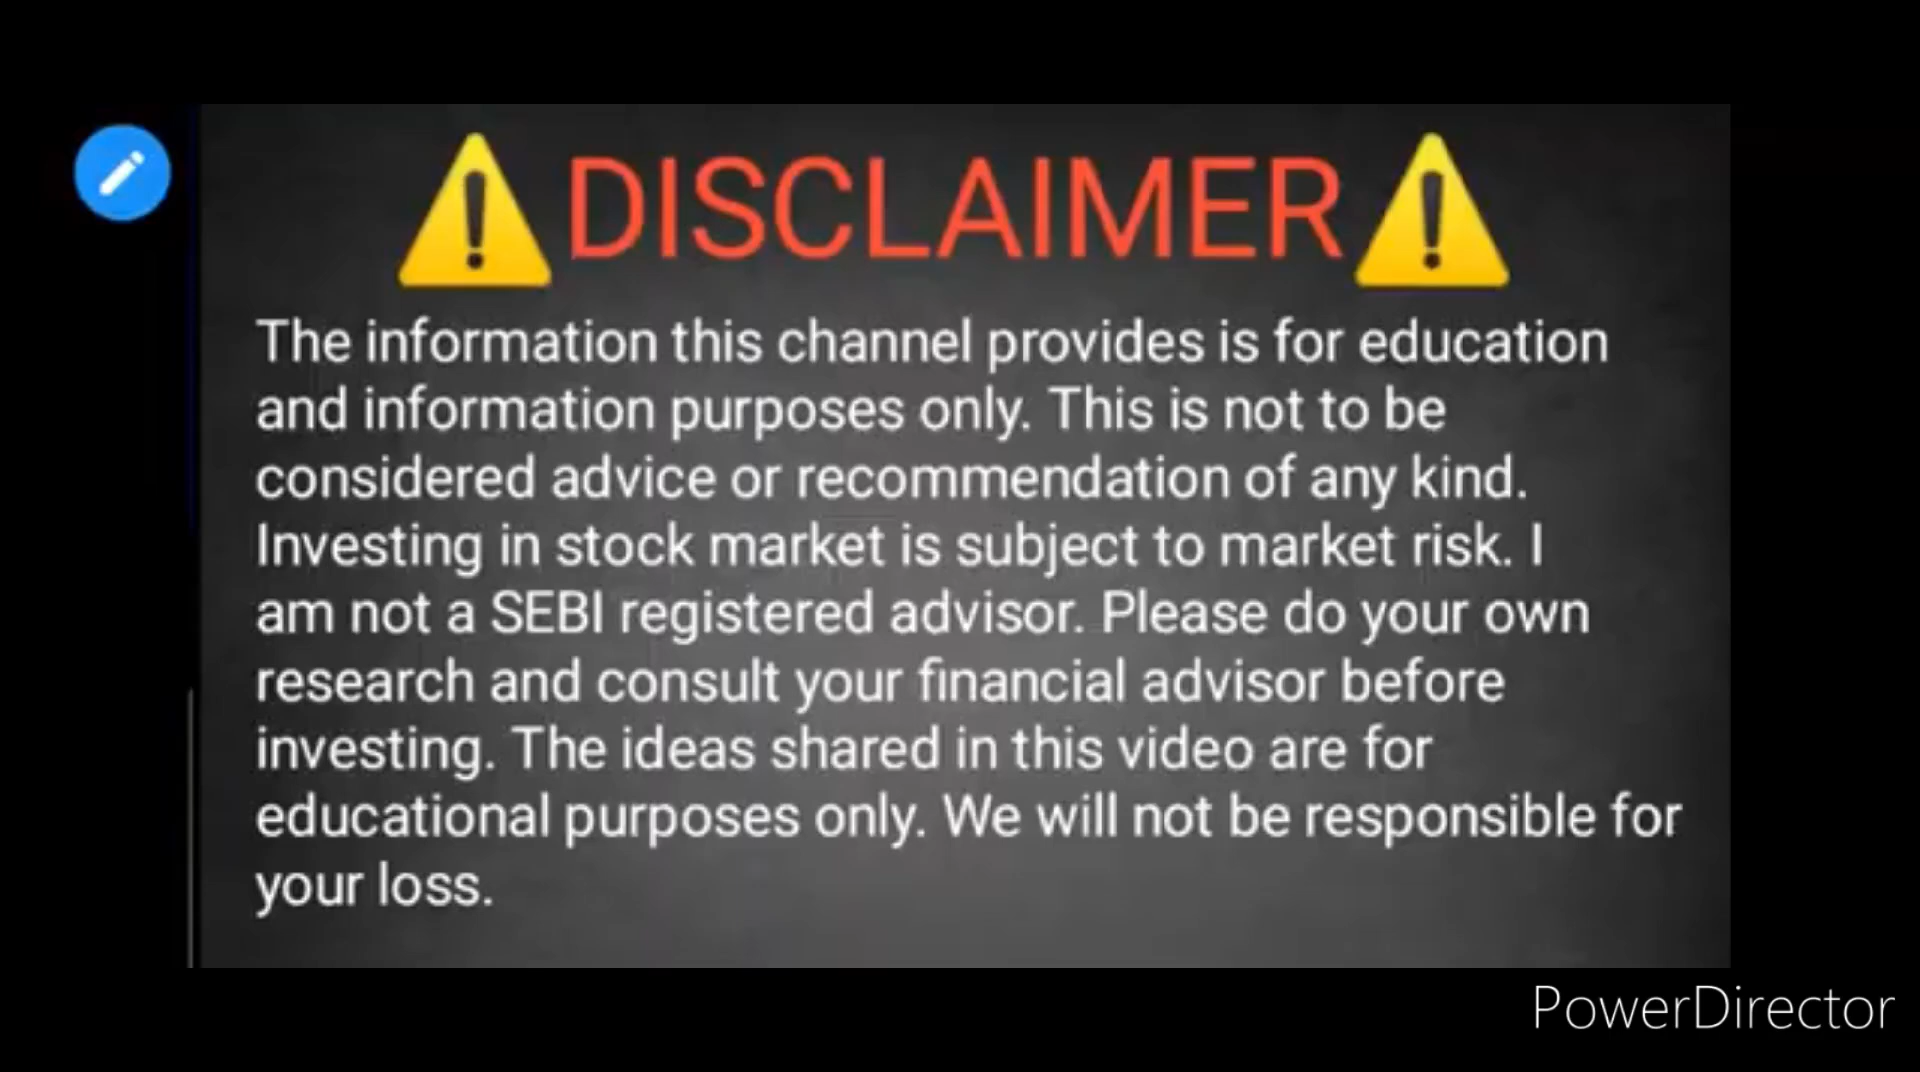 ⚠DISCLAIMER⚠
The information this channel provides is for education
and information purposes only. This is not to be
considered advice or recommendation of any kind.
Investing in stock market is subject to market risk. I
am not a SEBI registered advisor. Please do your own
research and consult your financial advisor before
investing. The ideas shared in this video are for
educational purposes only. We will not be responsible for
your loss.
PowerDirector